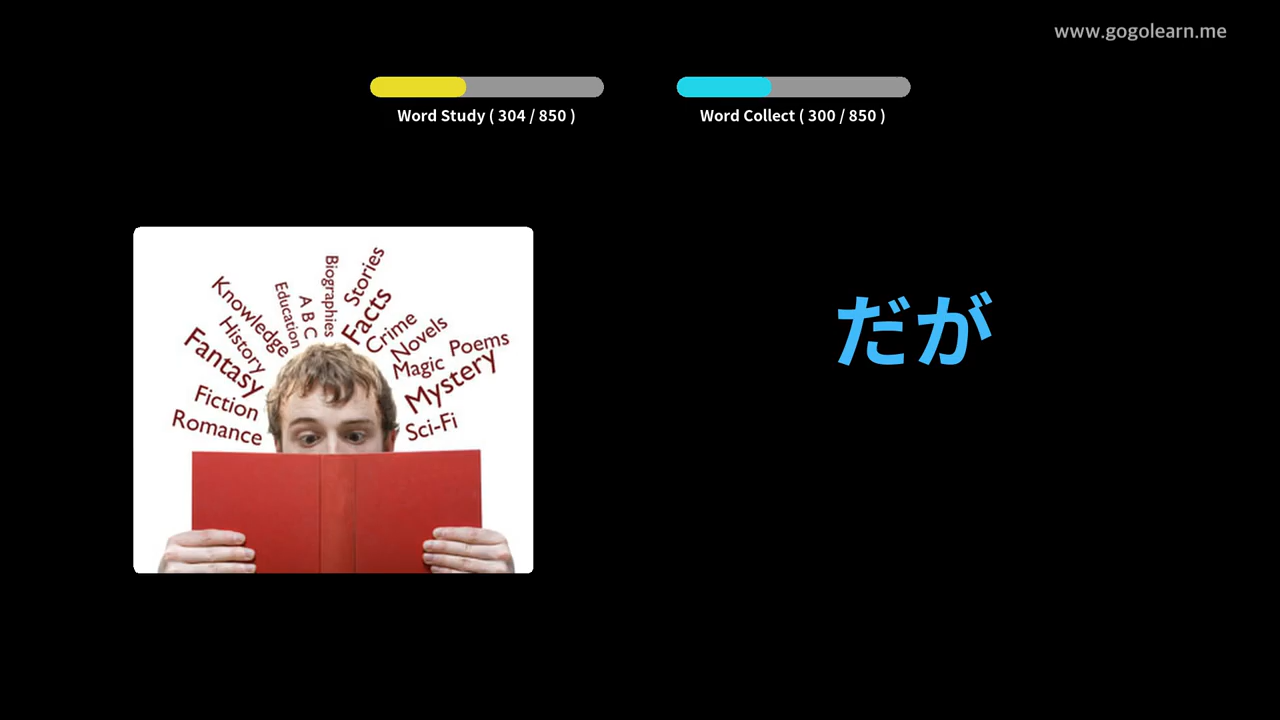 www.gogolearn.me
Word Study ( 304 / 850 )
Word Collect ( 300 / 850 )
Biographies
Stories
Knowledge
Education
A B C
Facts
History
Crime
Novels
Fantasy
Magic
Poems
Mystery
Fiction
Romance
Sci-Fi
だが